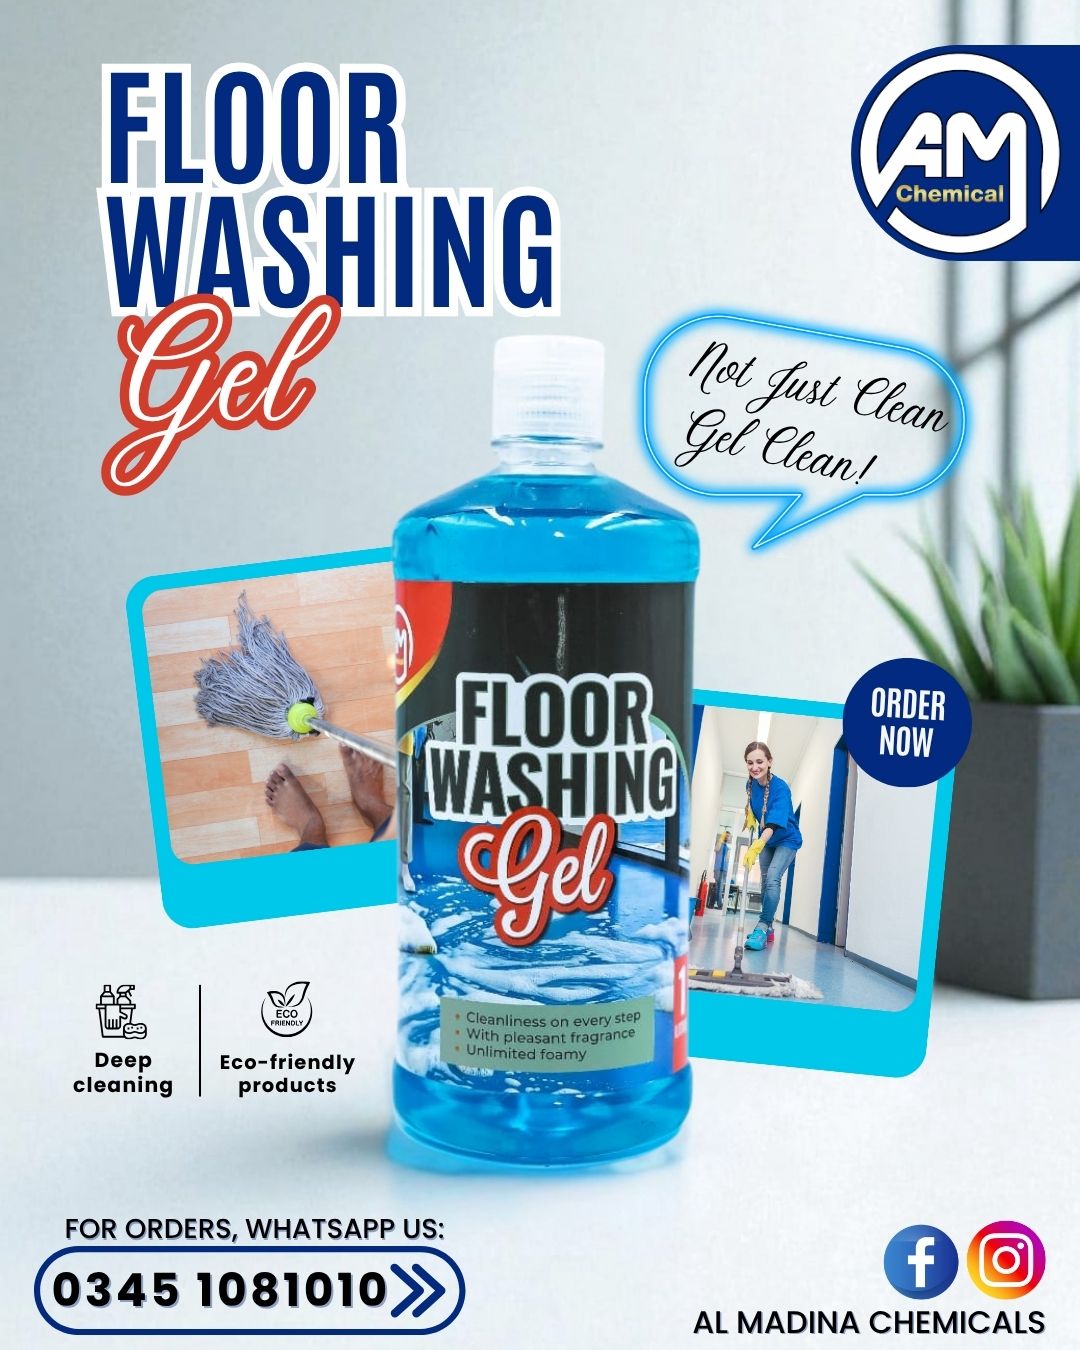 FLOOR
WASHING
Gel
AM
Chemical
Not Just Clean
Gel Clean!
ORDER
NOW
AM
FLOOR
WASHING
Gel
• Cleanliness on every step
• With pleasant fragrance
• Unlimited foamy
1
ECO
FRIENDLY
Deep
cleaning
Eco-friendly
products
FOR ORDERS, WHATSAPP US:
0345 1081010
AL MADINA CHEMICALS